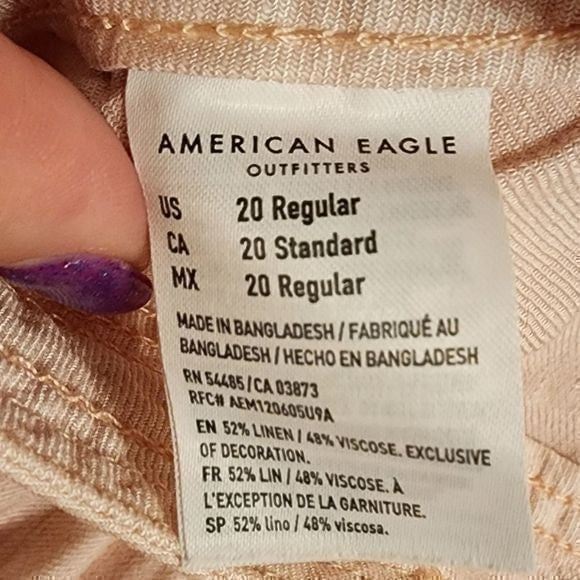 AMERICAN EAGLE
OUTFITTERS
US 20 Regular
CA 20 Standard
MX 20 Regular
MADE IN BANGLADESH / FABRIQUÉ AU
BANGLADESH / HECHO EN BANGLADESH
RN 54485/CA 03873
RFC# AEM120605U9A
EN 52% LINEN / 48% VISCOSE. EXCLUSIVE
OF DECORATION.
FR 52% LIN / 48% VISCOSE. À
L'EXCEPTION DE LA GARNITURE.
SP 52% lino / 48% viscosa.